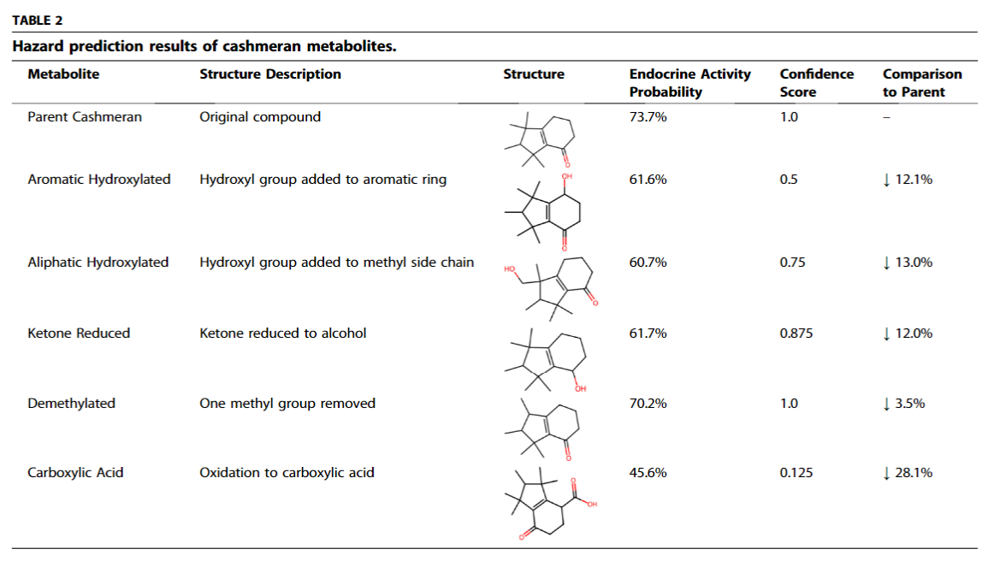 TABLE 2
Hazard prediction results of cashmeran metabolites.
Metabolite Structure Description Structure Endocrine Activity Probability Confidence Score Comparison to Parent
Parent Cashmeran Original compound 73.7% 1.0 –
O
Aromatic Hydroxylated Hydroxyl group added to aromatic ring OH 61.6% 0.5 ↓ 12.1%
O
Aliphatic Hydroxylated Hydroxyl group added to methyl side chain 60.7% 0.75 ↓ 13.0%
HO
O
Ketone Reduced Ketone reduced to alcohol 61.7% 0.875 ↓ 12.0%
OH
Demethylated One methyl group removed 70.2% 1.0 ↓ 3.5%
O
Carboxylic Acid Oxidation to carboxylic acid 45.6% 0.125 ↓ 28.1%
O
OH
O